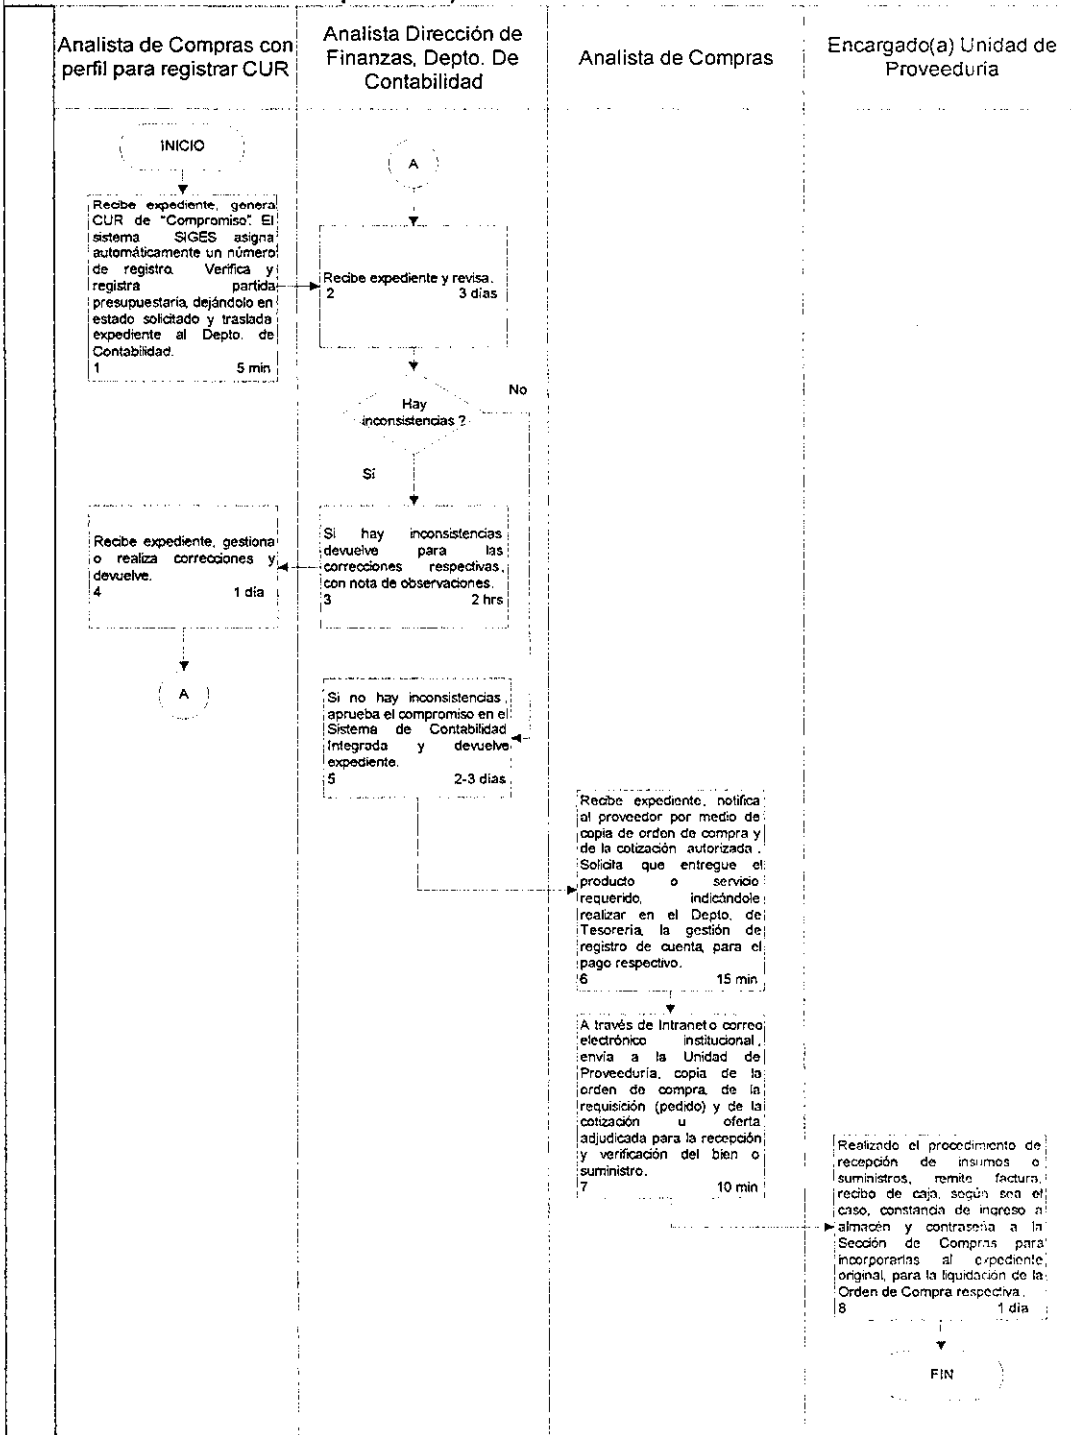 Analista de Compras con
perfil para registrar CUR
Analista Dirección de
Finanzas, Depto. De
Contabilidad
Analista de Compras
Encargado(a) Unidad de
Proveeduría
INICIO
Recibe expediente, genera
CUR de "Compromiso". El
sistema SIGES asigna
automáticamente un número
de registro. Verifica y
registra partida
presupuestaria, dejándolo en
estado solicitado y traslada
expediente al Depto. de
Contabilidad.
1 5 min
A
Recibe expediente y revisa.
2 3 días
Hay
inconsistencias ?
No
Sí
Si hay inconsistencias
devuelve para las
correcciones respectivas,
con nota de observaciones.
3 2 hrs
Recibe expediente, gestiona
o realiza correcciones y
devuelve.
4 1 día
A
Si no hay inconsistencias,
aprueba el compromiso en el
Sistema de Contabilidad
Integrada y devuelve
expediente.
5 2-3 días
Recibe expediente, notifica
al proveedor por medio de
copia de orden de compra y
de la cotización autorizada.
Solicita que entregue el
producto o servicio
requerido, indicándole
realizar en el Depto. de
Tesorería, la gestión de
registro de cuenta, para el
pago respectivo.
6 15 min
A través de Intranet o correo
electrónico institucional,
envía a la Unidad de
Proveeduría, copia de la
orden de compra, de la
requisición (pedido) y de la
cotización u oferta
adjudicada para la recepción
y verificación del bien o
suministro.
7 10 min
Realizado el procedimiento de
recepción de insumos o
suministros, remite factura,
recibo de caja, según sea el
caso, constancia de ingreso a
almacén y contraseña a la
Sección de Compras para
incorporarlas al expediente
original, para la liquidación de la
Orden de Compra respectiva.
8 1 día
FIN